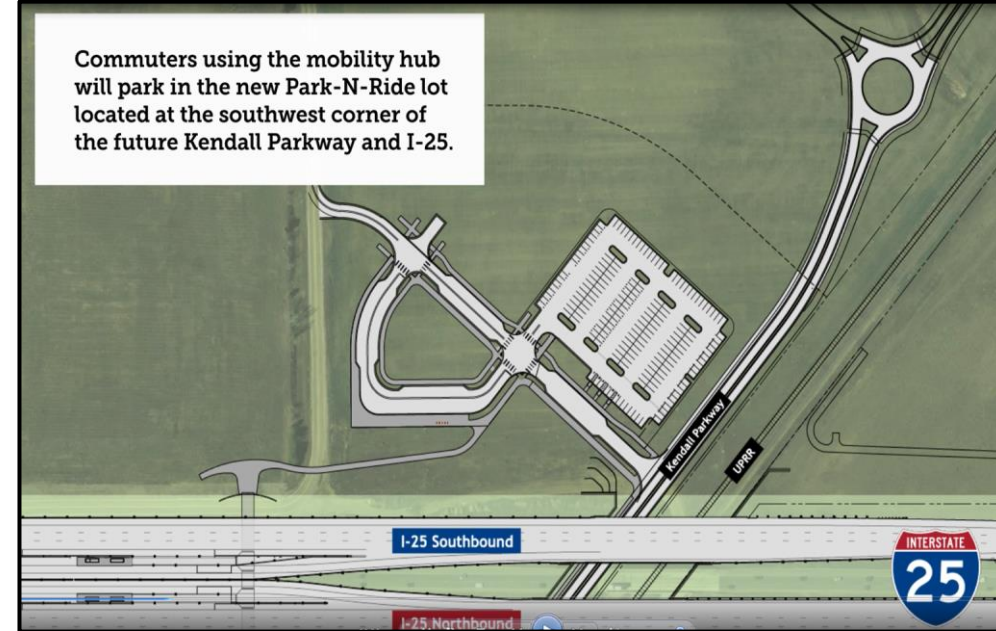 Commuters using the mobility hub
will park in the new Park-N-Ride lot
located at the southwest corner of
the future Kendall Parkway and I-25.
Kendall Parkway
UPRR
I-25 Southbound
INTERSTATE
25
I-25 Northbound